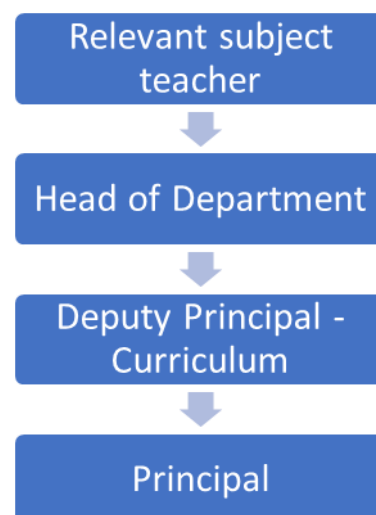 Relevant subject
teacher
Head of Department
Deputy Principal -
Curriculum
Principal